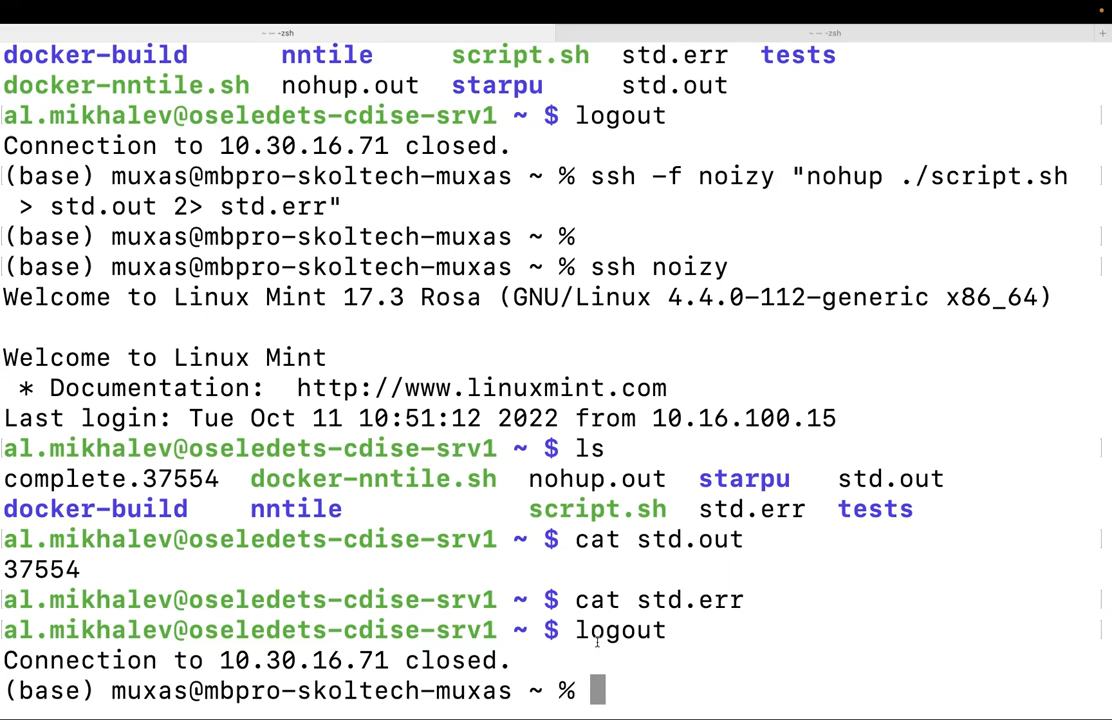 ~ — -zsh ~ — -zsh +
docker-build nntile script.sh std.err tests
docker-nntile.sh nohup.out starpu std.out
al.mikhalev@oseledets-cdise-srv1 ~ $ logout
Connection to 10.30.16.71 closed.
(base) muxas@mbpro-skoltech-muxas ~ % ssh -f noizy "nohup ./script.sh
> std.out 2> std.err"
(base) muxas@mbpro-skoltech-muxas ~ %
(base) muxas@mbpro-skoltech-muxas ~ % ssh noizy
Welcome to Linux Mint 17.3 Rosa (GNU/Linux 4.4.0-112-generic x86_64)
Welcome to Linux Mint
* Documentation: http://www.linuxmint.com
Last login: Tue Oct 11 10:51:12 2022 from 10.16.100.15
al.mikhalev@oseledets-cdise-srv1 ~ $ ls
complete.37554 docker-nntile.sh nohup.out starpu std.out
docker-build nntile script.sh std.err tests
al.mikhalev@oseledets-cdise-srv1 ~ $ cat std.out
37554
al.mikhalev@oseledets-cdise-srv1 ~ $ cat std.err
al.mikhalev@oseledets-cdise-srv1 ~ $ logout
Connection to 10.30.16.71 closed.
(base) muxas@mbpro-skoltech-muxas ~ %